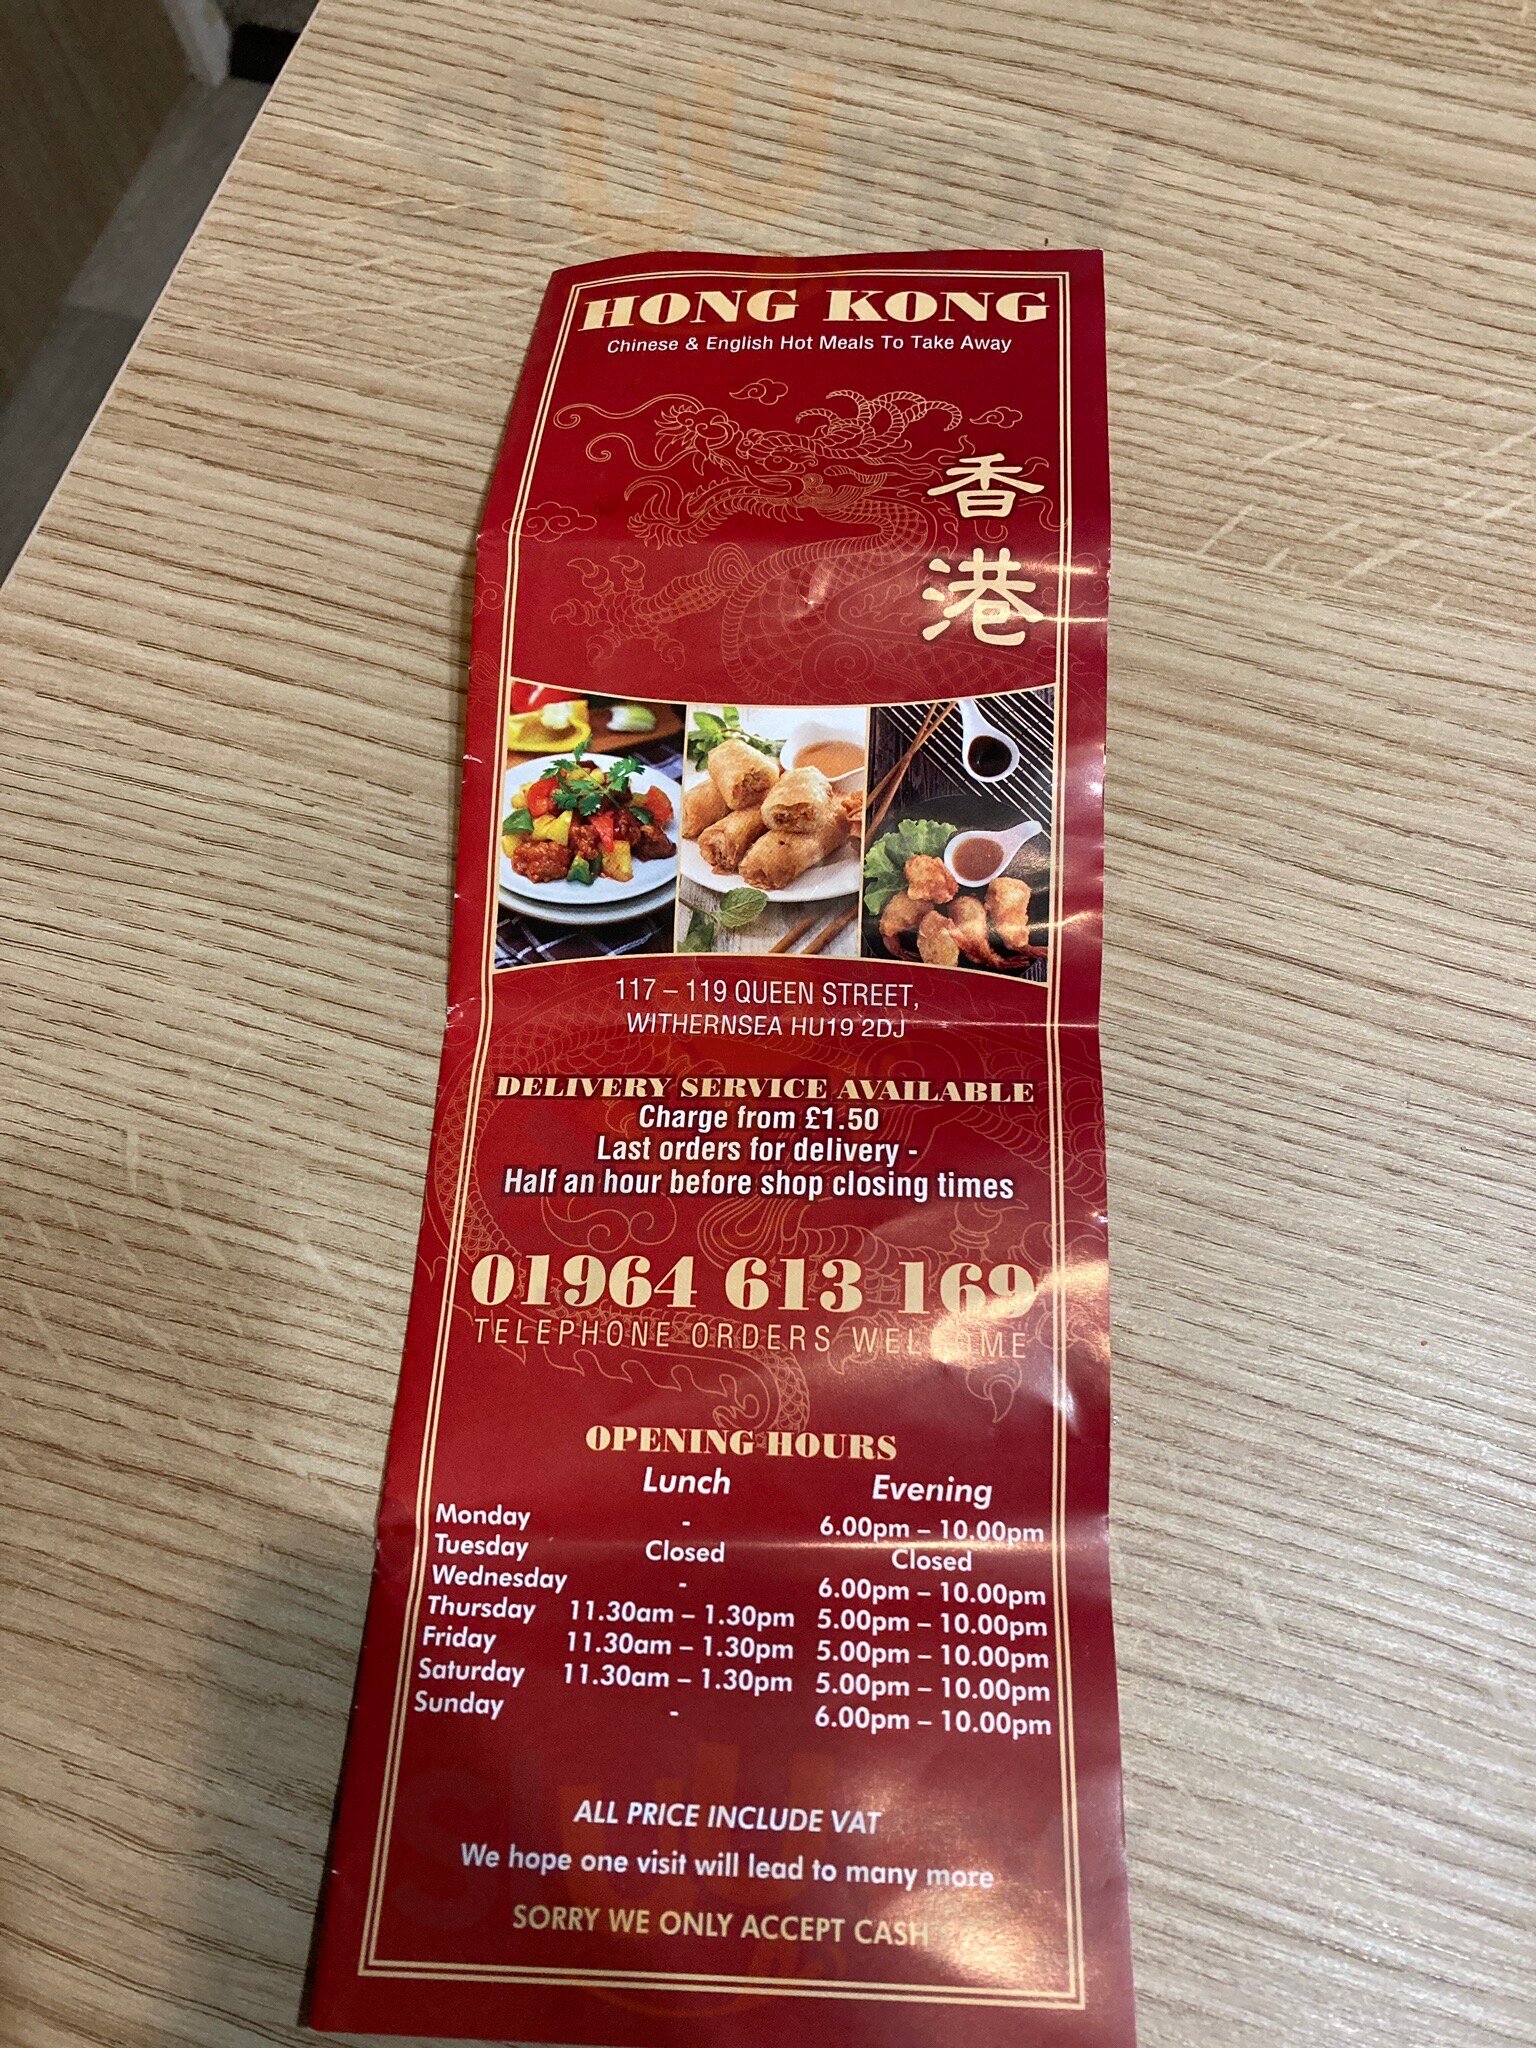 HONG KONG
Chinese & English Hot Meals To Take Away
香
港
117 – 119 QUEEN STREET,
WITHERNSEA HU19 2DJ
DELIVERY SERVICE AVAILABLE
Charge from £1.50
Last orders for delivery -
Half an hour before shop closing times
01964 613 169
TELEPHONE ORDERS WELCOME
OPENING HOURS
Lunch Evening
Monday - 6.00pm – 10.00pm
Tuesday Closed Closed
Wednesday - 6.00pm – 10.00pm
Thursday 11.30am – 1.30pm 5.00pm – 10.00pm
Friday 11.30am – 1.30pm 5.00pm – 10.00pm
Saturday 11.30am – 1.30pm 5.00pm – 10.00pm
Sunday - 6.00pm – 10.00pm
ALL PRICE INCLUDE VAT
We hope one visit will lead to many more
SORRY WE ONLY ACCEPT CASH